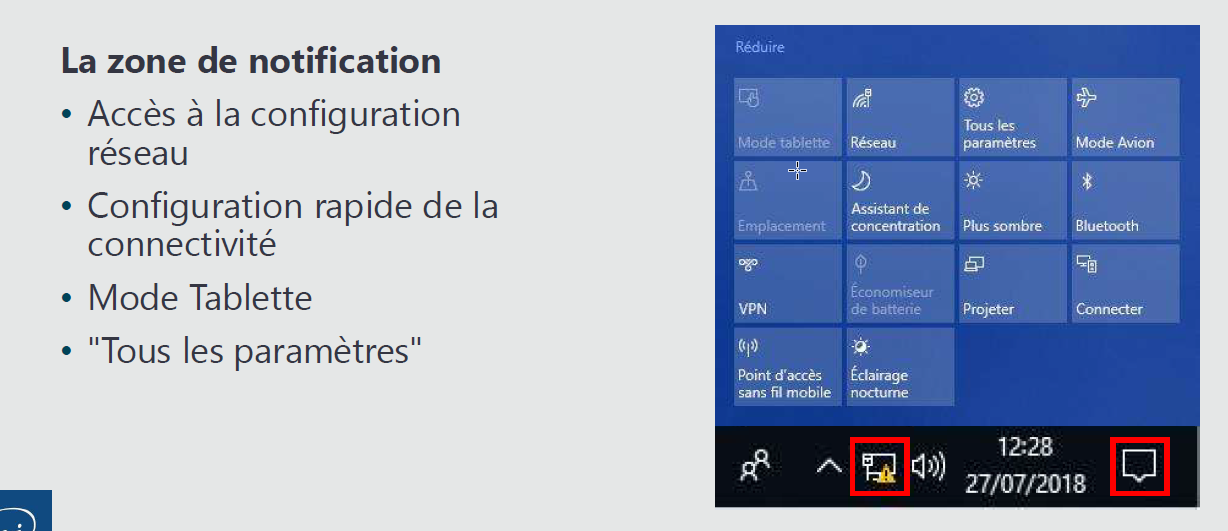 La zone de notification
• Accès à la configuration
réseau
• Configuration rapide de la
connectivité
• Mode Tablette
• "Tous les paramètres"
Réduire
Mode tablette
Réseau
Tous les
paramètres
Mode Avion
Emplacement
Assistant de
concentration
Plus sombre
Bluetooth
VPN
Économiseur
de batterie
Projeter
Connecter
Point d'accès
sans fil mobile
Éclairage
nocturne
12:28
27/07/2018